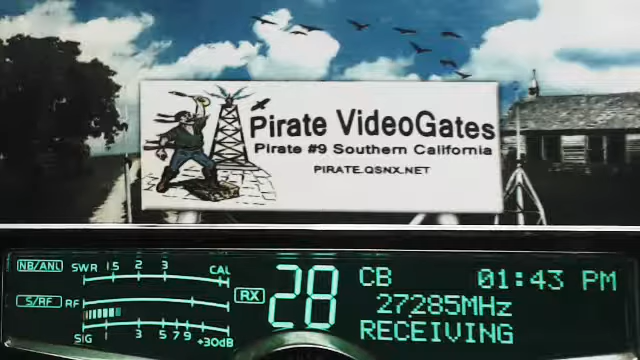 Pirate VideoGates
Pirate #9 Southern California
PIRATE.QSNX.NET
NB/ANL SWR 1.5 2 3 CAL
S/RF RF
SIG 1 3 5 7 9 +30dB
RX 28
CB 01:43 PM
27285MHz
RECEIVING